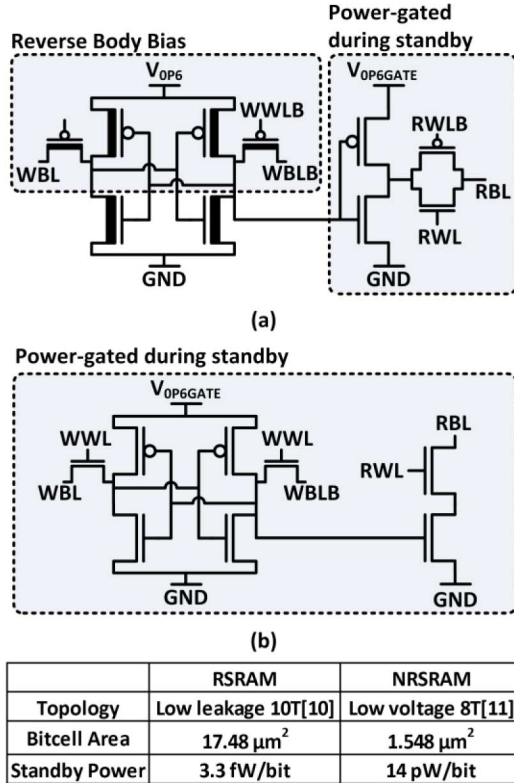 Power-gated
during standby
Reverse Body Bias
V0P6
V0P6GATE
WWLB
RWLB
WBL
WBLB
RBL
RWL
GND
GND
(a)
Power-gated during standby
V0P6GATE
RBL
WWL
WWL
RWL
WBL
WBLB
GND
GND
(b)
RSRAM NRSRAM
Topology Low leakage 10T[10] Low voltage 8T[11]
Bitcell Area 17.48 μm² 1.548 μm²
Standby Power 3.3 fW/bit 14 pW/bit